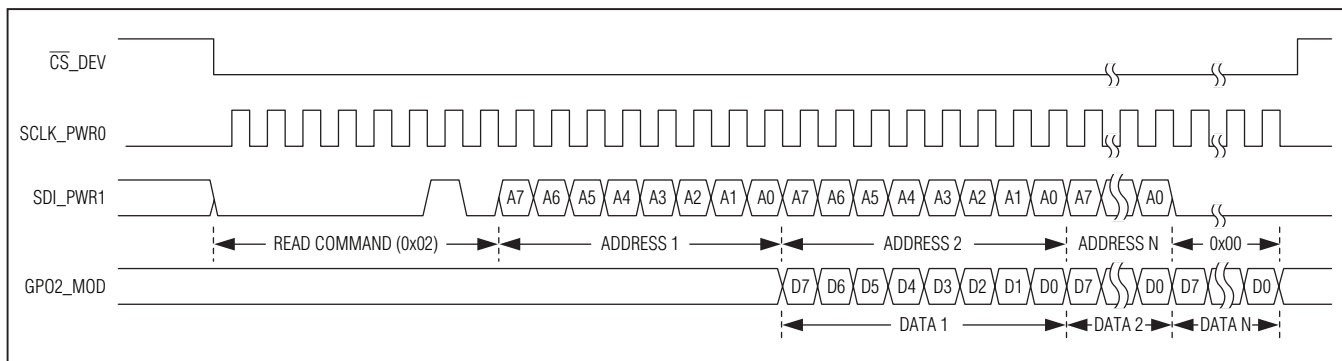 CS_DEV
SCLK_PWR0
SDI_PWR1
A7 A6 A5 A4 A3 A2 A1 A0 A7 A6 A5 A4 A3 A2 A1 A0 A7 A0
READ COMMAND (0x02) ADDRESS 1 ADDRESS 2 ADDRESS N 0x00
GPO2_MOD
D7 D6 D5 D4 D3 D2 D1 D0 D7 D0 D7 D0
DATA 1 DATA 2 DATA N